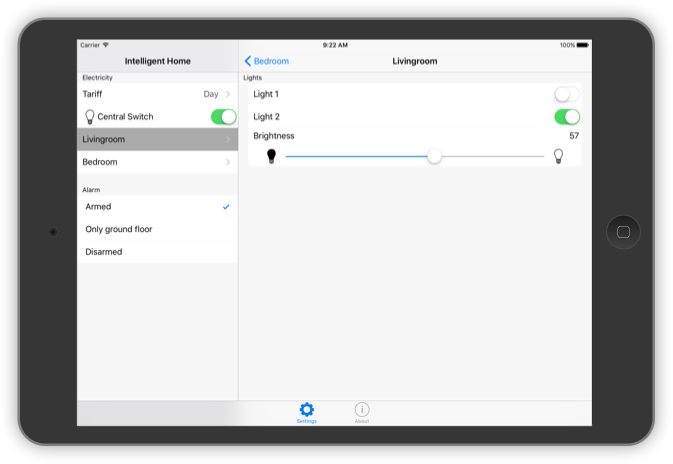 Carrier 9:22 AM 100%
Intelligent Home
Bedroom Livingroom
Electricity
Tariff Day
Central Switch
Livingroom
Bedroom
Alarm
Armed
Only ground floor
Disarmed
Lights
Light 1
Light 2
Brightness 57
Settings
About